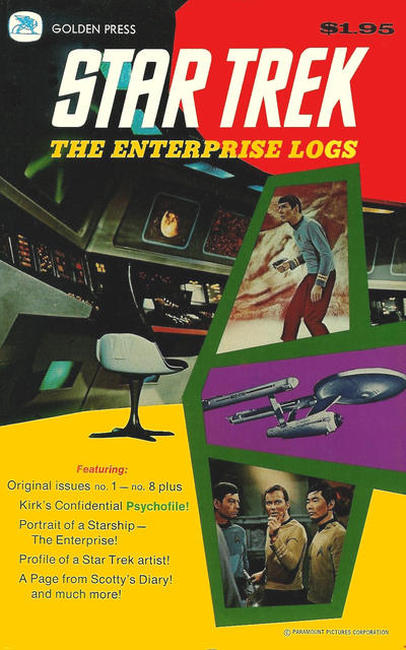 GOLDEN PRESS
$1.95
STAR TREK
THE ENTERPRISE LOGS
Featuring:
Original issues no. 1 — no. 8 plus
Kirk's Confidential Psychofile!
Portrait of a Starship—
The Enterprise!
Profile of a Star Trek artist!
A Page from Scotty's Diary!
and much more!
© PARAMOUNT PICTURES CORPORATION